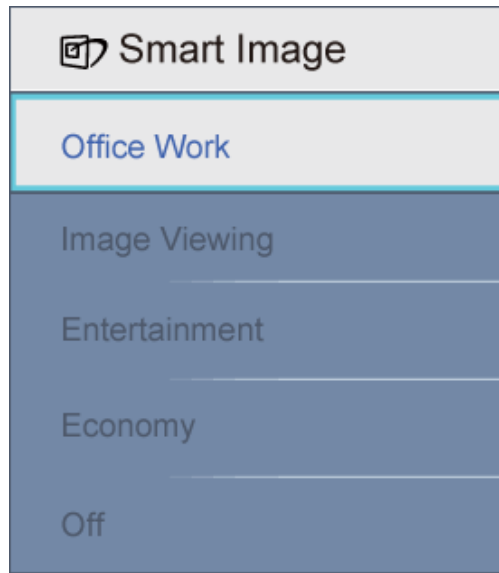 Smart Image
Office Work
Image Viewing
Entertainment
Economy
Off